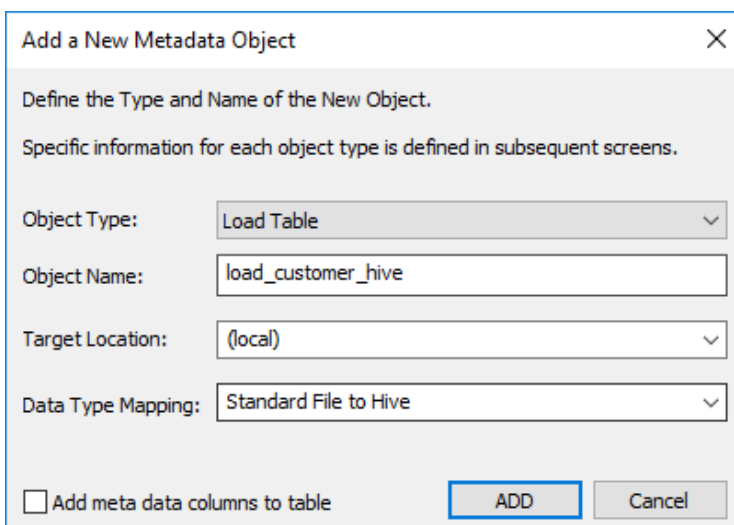 Add a New Metadata Object
Define the Type and Name of the New Object.
Specific information for each object type is defined in subsequent screens.
Object Type: Load Table
Object Name: load_customer_hive
Target Location: (local)
Data Type Mapping: Standard File to Hive
Add meta data columns to table ADD Cancel